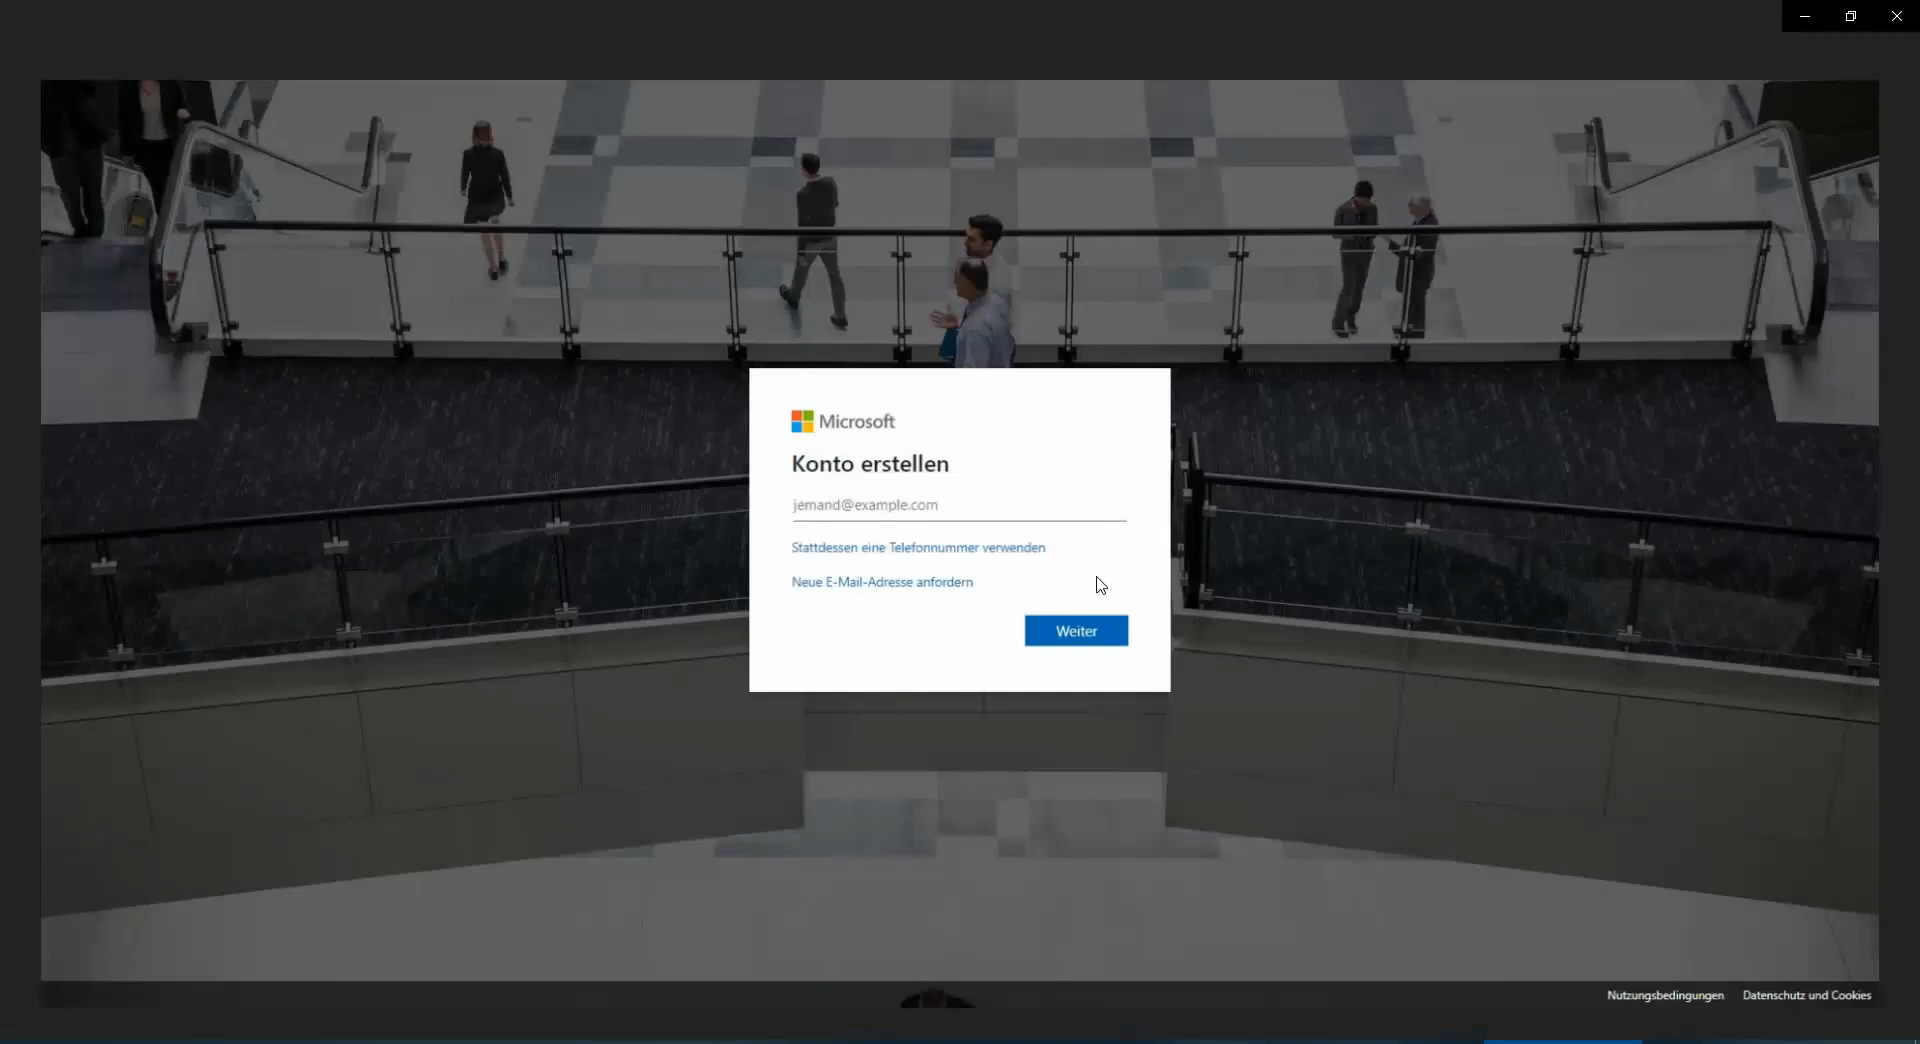 Microsoft
Konto erstellen
jemand@example.com
Stattdessen eine Telefonnummer verwenden
Neue E-Mail-Adresse anfordern
Weiter
Nutzungsbedingungen Datenschutz und Cookies